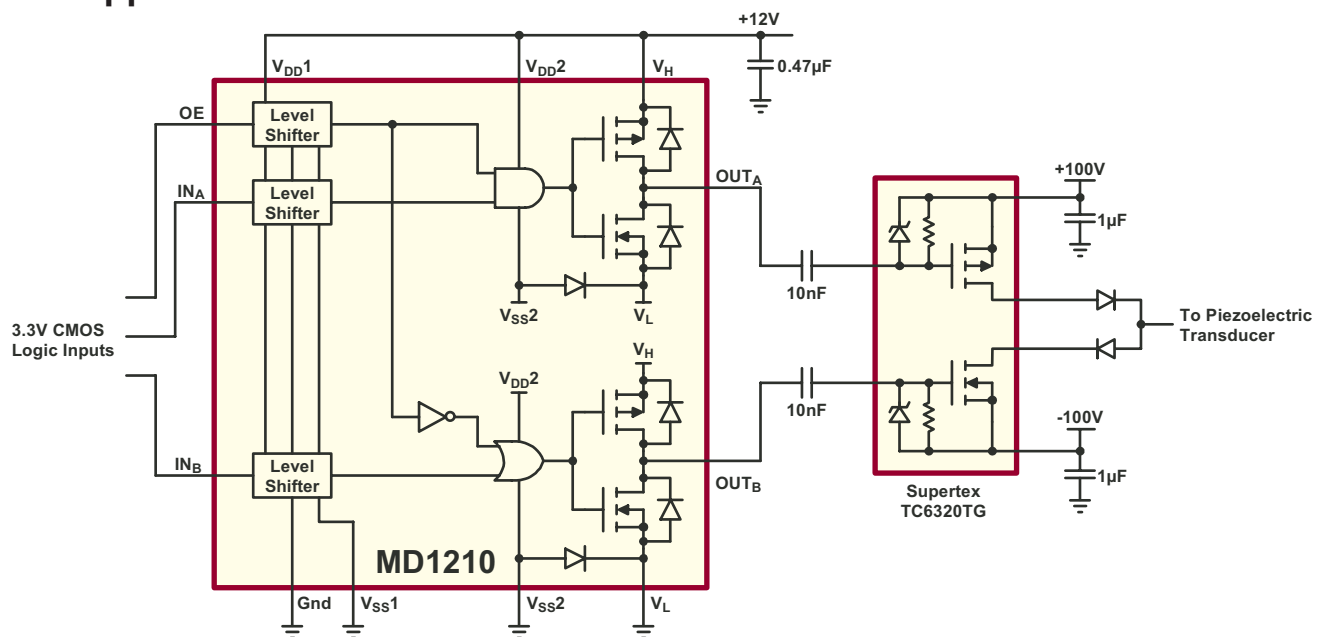 +12V
VDD1
VDD2
VH
0.47µF
OE
Level
Shifter
INA
Level
Shifter
OUTA
+100V
1µF
10nF
VSS2
VL
3.3V CMOS
Logic Inputs
To Piezoelectric
Transducer
VH
VDD2
10nF
-100V
INB
Level
Shifter
OUTB
1µF
Supertex
TC6320TG
MD1210
Gnd
VSS1
VSS2
VL